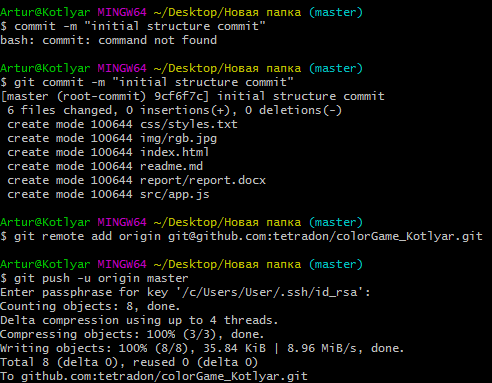 Artur@Kotlyar MINGW64 ~/Desktop/Новая папка (master)
$ commit -m "initial structure commit"
bash: commit: command not found
Artur@Kotlyar MINGW64 ~/Desktop/Новая папка (master)
$ git commit -m "initial structure commit"
[master (root-commit) 9cf6f7c] initial structure commit
6 files changed, 0 insertions(+), 0 deletions(-)
create mode 100644 css/styles.txt
create mode 100644 img/rgb.jpg
create mode 100644 index.html
create mode 100644 readme.md
create mode 100644 report/report.docx
create mode 100644 src/app.js
Artur@Kotlyar MINGW64 ~/Desktop/Новая папка (master)
$ git remote add origin git@github.com:tetradon/colorGame_Kotlyar.git
Artur@Kotlyar MINGW64 ~/Desktop/Новая папка (master)
$ git push -u origin master
Enter passphrase for key '/c/Users/User/.ssh/id_rsa':
Counting objects: 8, done.
Delta compression using up to 4 threads.
Compressing objects: 100% (3/3), done.
Writing objects: 100% (8/8), 35.84 KiB | 8.96 MiB/s, done.
Total 8 (delta 0), reused 0 (delta 0)
To github.com:tetradon/colorGame_Kotlyar.git